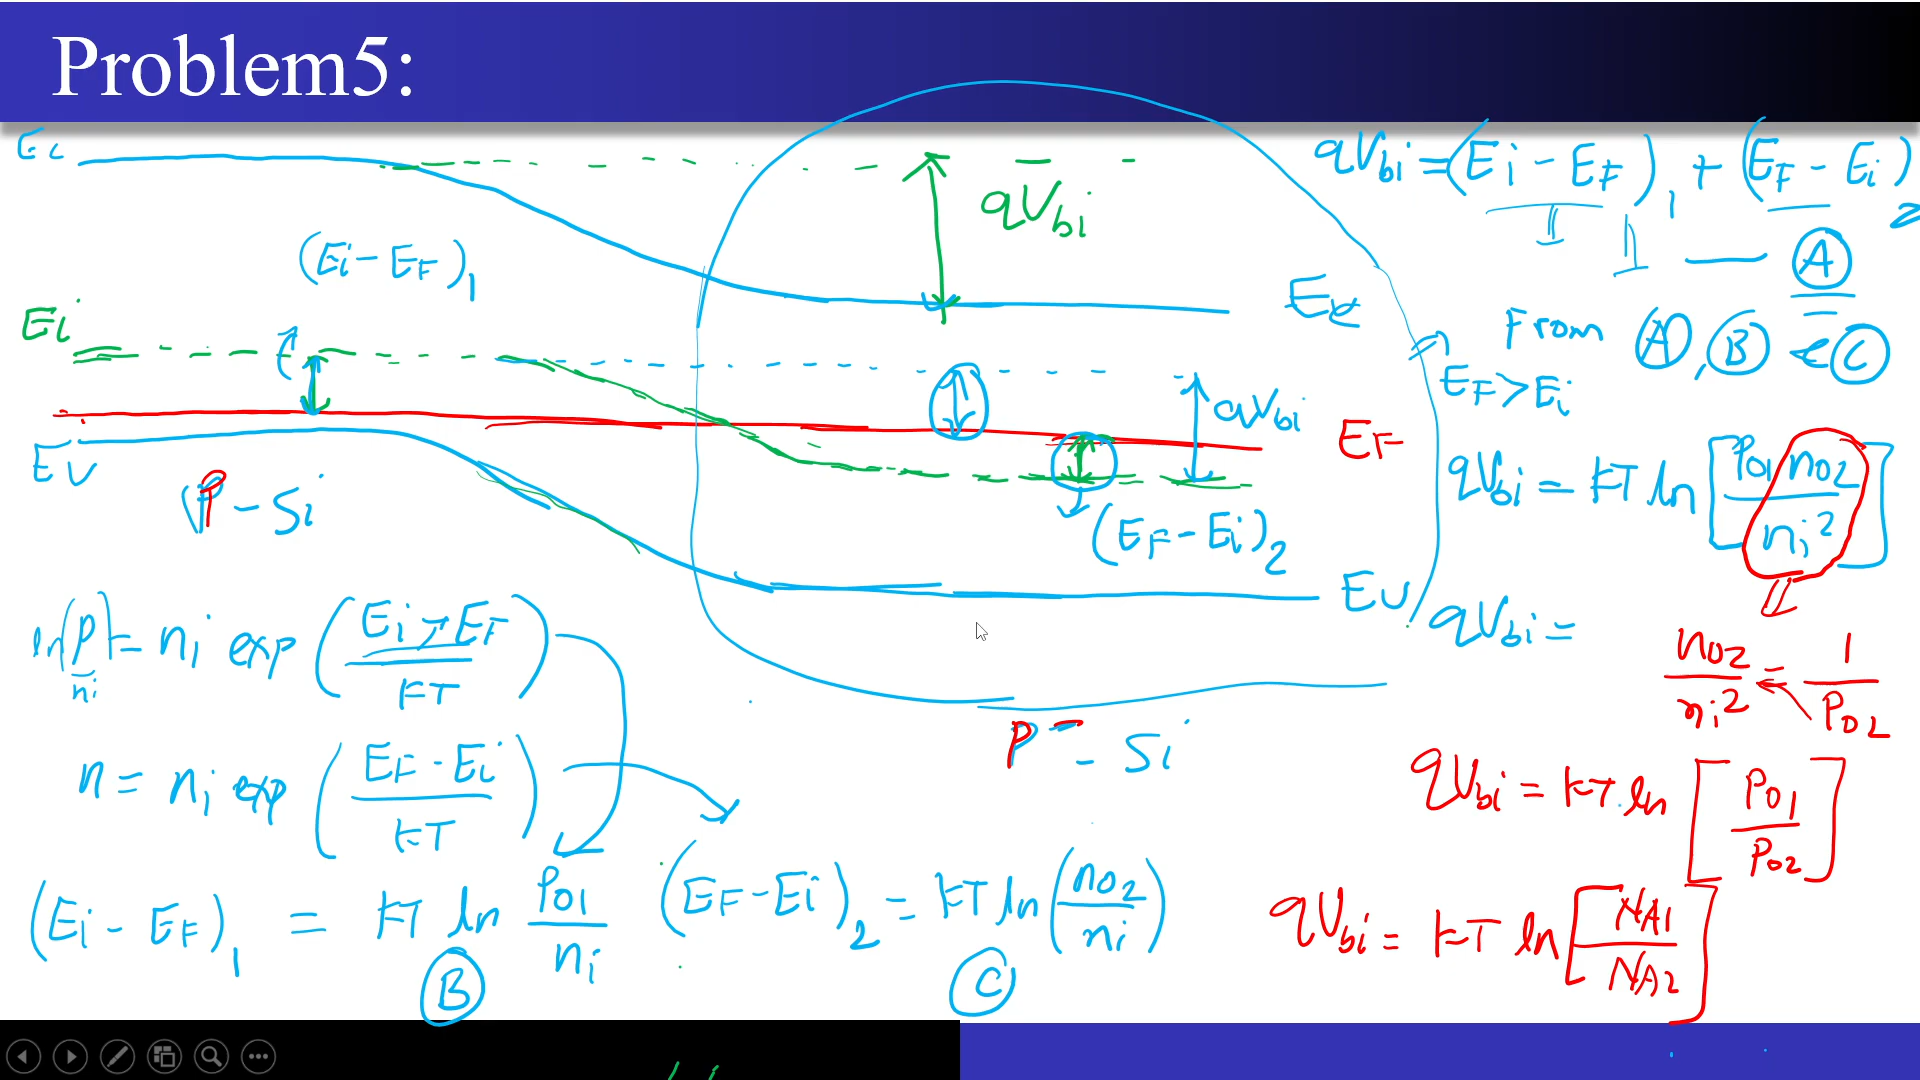 Problem5:
Ec
qVbi = (Ei - EF)1 + (EF - Ei)2
qVbi
(Ei - EF)1
A
Ei
Ec
From A, B & C
EF > Ei
qVbi
EF
Ev
P - Si
(EF - Ei)2
qVbi = kT ln [P01 n02 / ni²]
Ev
qVbi =
ln(p/ni) = ni exp (Ei - EF / kT)
n02 / ni² = 1 / P02
P - Si
n = ni exp (EF - Ei / kT)
qVbi = kT ln [P01 / P02]
(Ei - EF)1 = kT ln P01 / ni
B
(EF - Ei)2 = kT ln (n02 / ni)
C
qVbi = kT ln [NA1 / NA2]